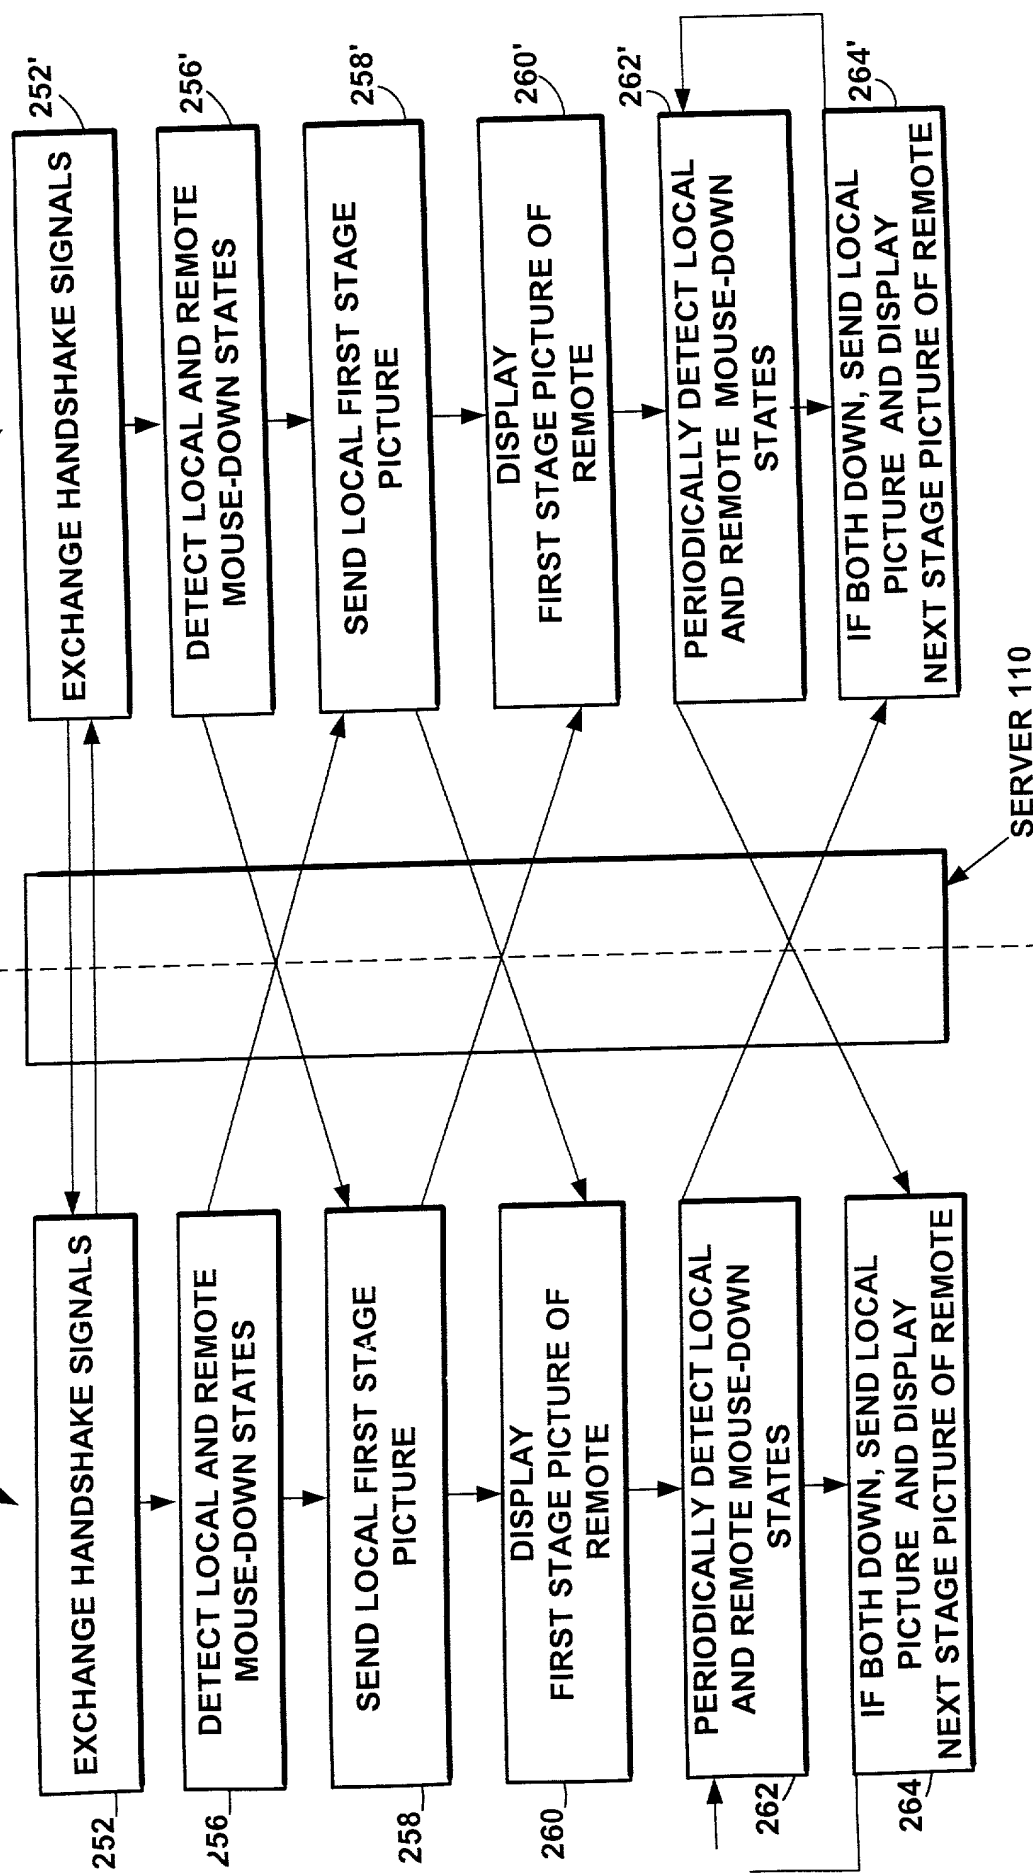 252
EXCHANGE HANDSHAKE SIGNALS
256
DETECT LOCAL AND REMOTE
MOUSE-DOWN STATES
258
SEND LOCAL FIRST STAGE
PICTURE
260
DISPLAY
FIRST STAGE PICTURE OF
REMOTE
262
PERIODICALLY DETECT LOCAL
AND REMOTE MOUSE-DOWN
STATES
264
IF BOTH DOWN, SEND LOCAL
PICTURE AND DISPLAY
NEXT STAGE PICTURE OF REMOTE
SERVER 110
252'
EXCHANGE HANDSHAKE SIGNALS
256'
DETECT LOCAL AND REMOTE
MOUSE-DOWN STATES
258'
SEND LOCAL FIRST STAGE
PICTURE
260'
DISPLAY
FIRST STAGE PICTURE OF
REMOTE
262'
PERIODICALLY DETECT LOCAL
AND REMOTE MOUSE-DOWN
STATES
264'
IF BOTH DOWN, SEND LOCAL
PICTURE AND DISPLAY
NEXT STAGE PICTURE OF REMOTE